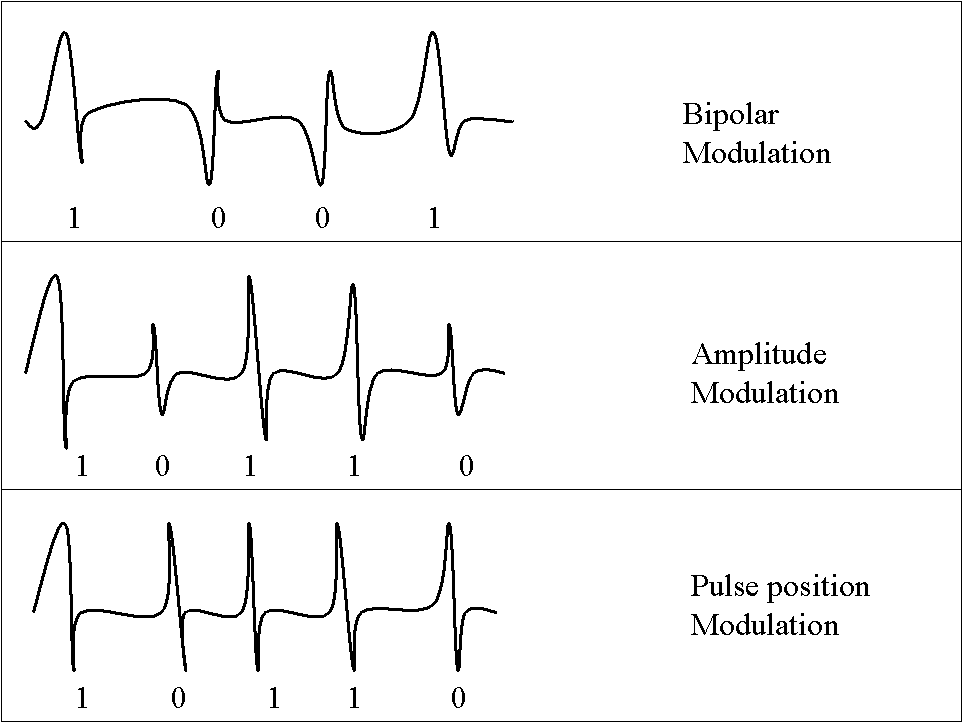 Bipolar
Modulation
1 0 0 1
Amplitude
Modulation
1 0 1 1 0
Pulse position
Modulation
1 0 1 1 0